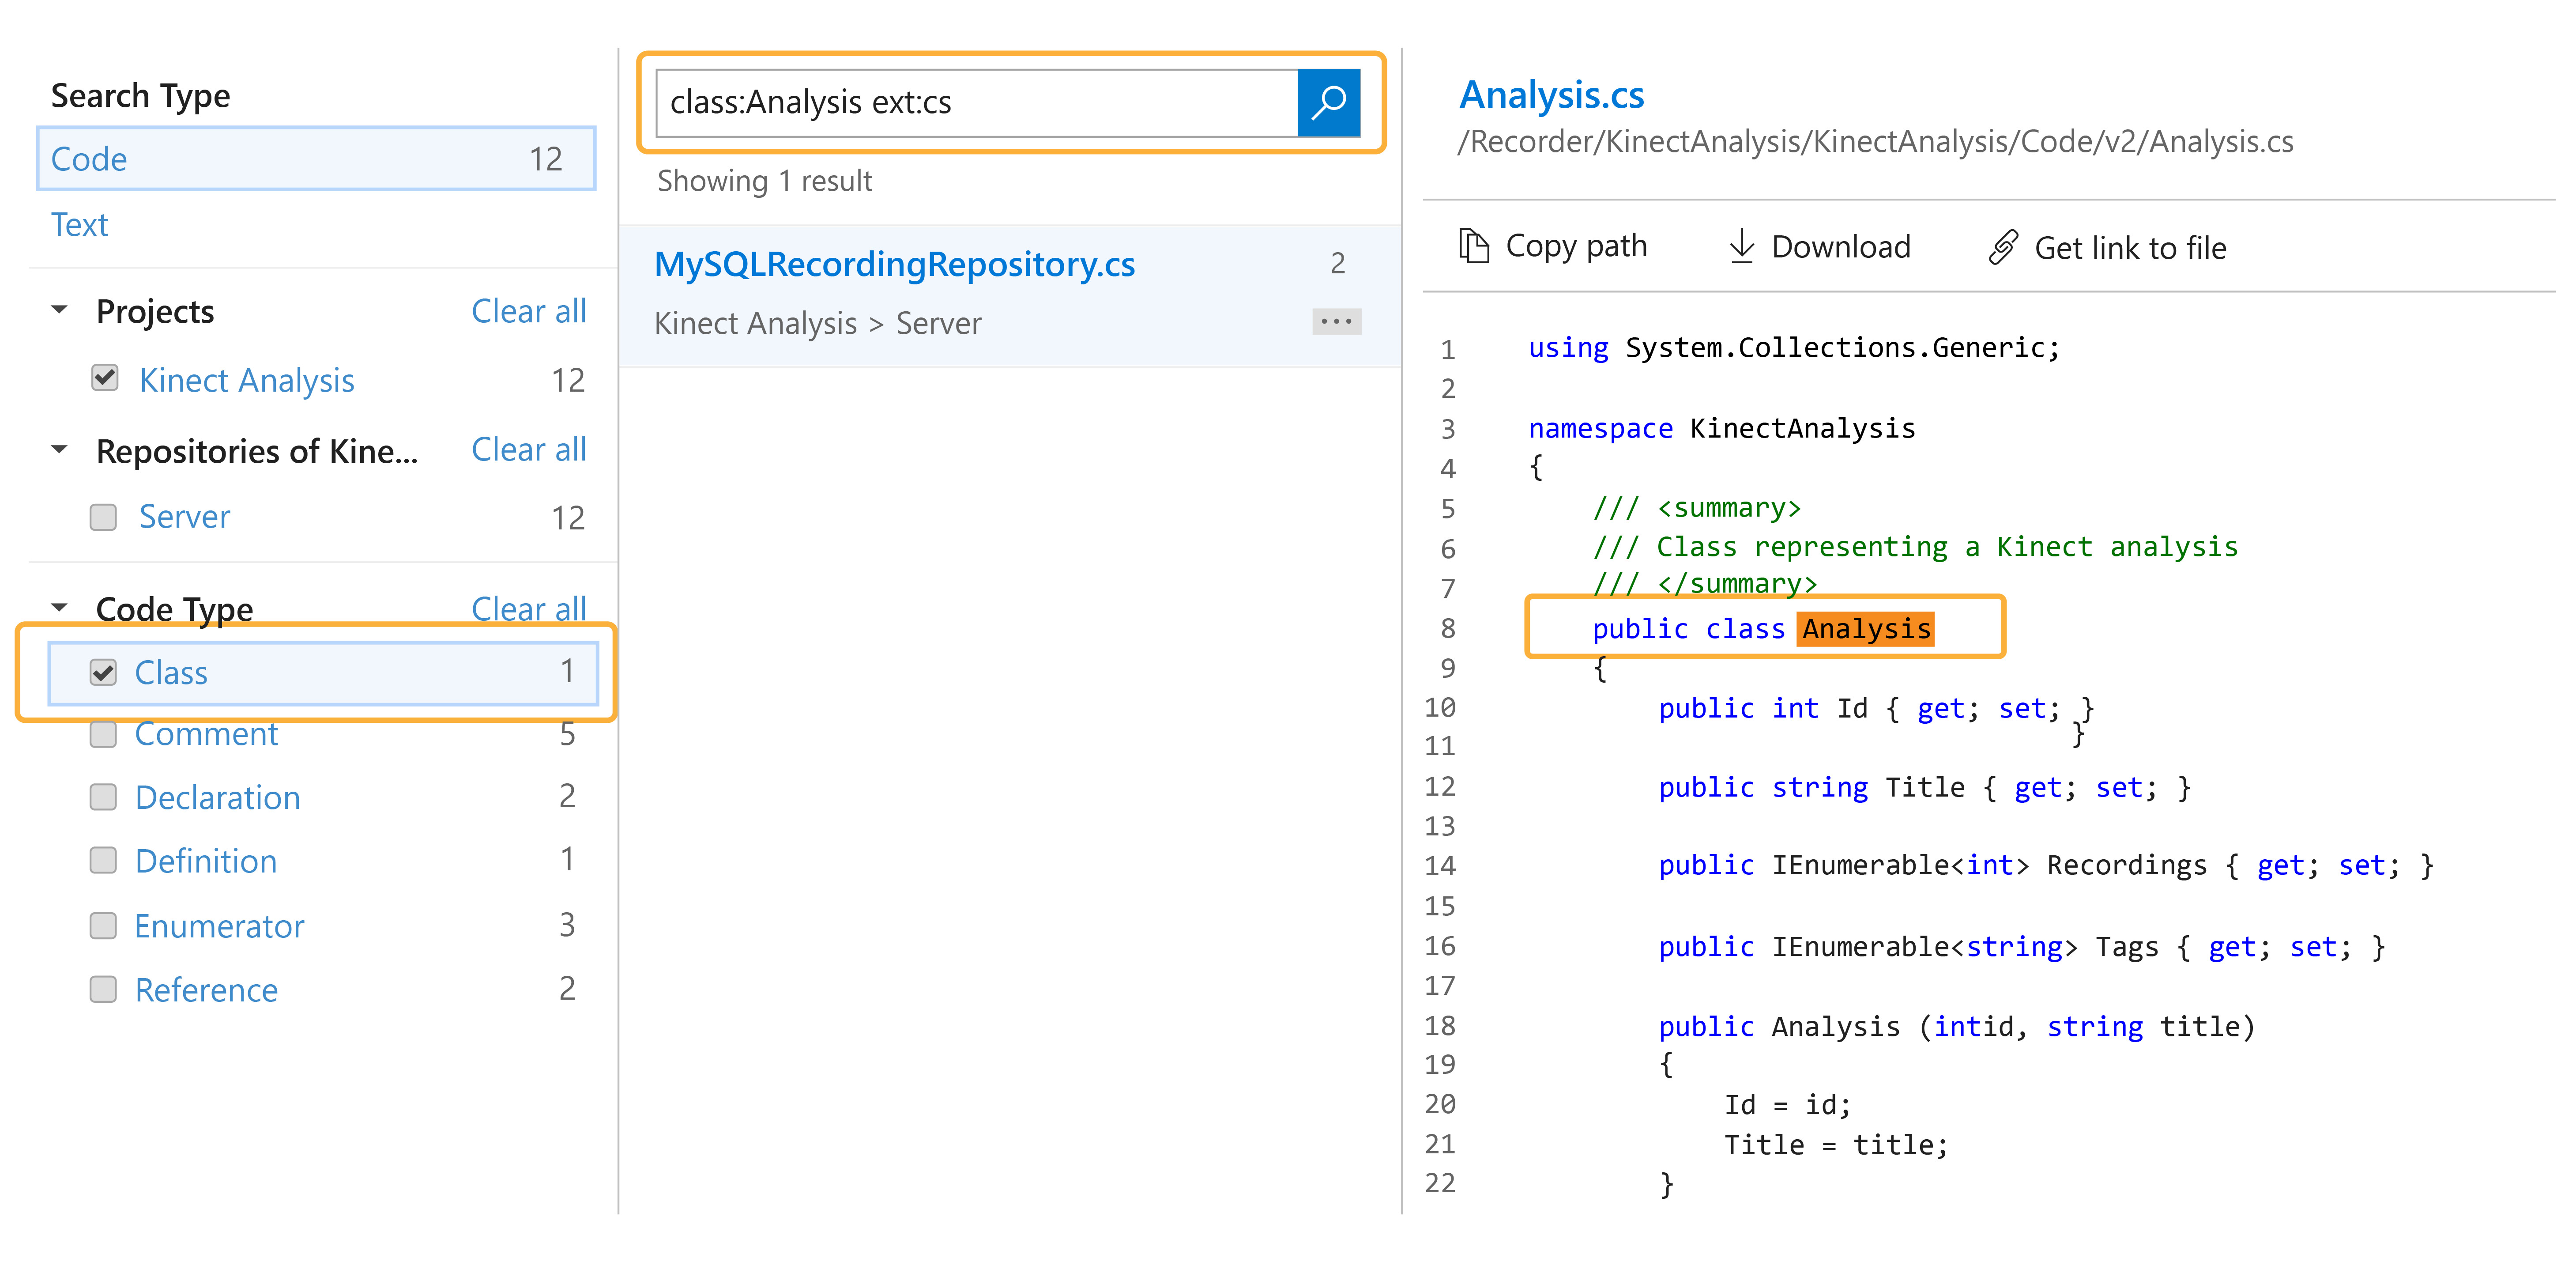 Search Type
Code 12
Text
Projects Clear all
Kinect Analysis 12
Repositories of Kine... Clear all
Server 12
Code Type Clear all
Class 1
Comment 5
Declaration 2
Definition 1
Enumerator 3
Reference 2
class:Analysis ext:cs
Showing 1 result
MySQLRecordingRepository.cs 2
Kinect Analysis > Server ...
Analysis.cs
/Recorder/KinectAnalysis/KinectAnalysis/Code/v2/Analysis.cs
Copy path Download Get link to file
1 using System.Collections.Generic;
2
3 namespace KinectAnalysis
4 {
5 /// <summary>
6 /// Class representing a Kinect analysis
7 /// </summary>
8 public class Analysis
9 {
10 public int Id { get; set; }
11 }
12 public string Title { get; set; }
13
14 public IEnumerable<int> Recordings { get; set; }
15
16 public IEnumerable<string> Tags { get; set; }
17
18 public Analysis (intid, string title)
19 {
20 Id = id;
21 Title = title;
22 }